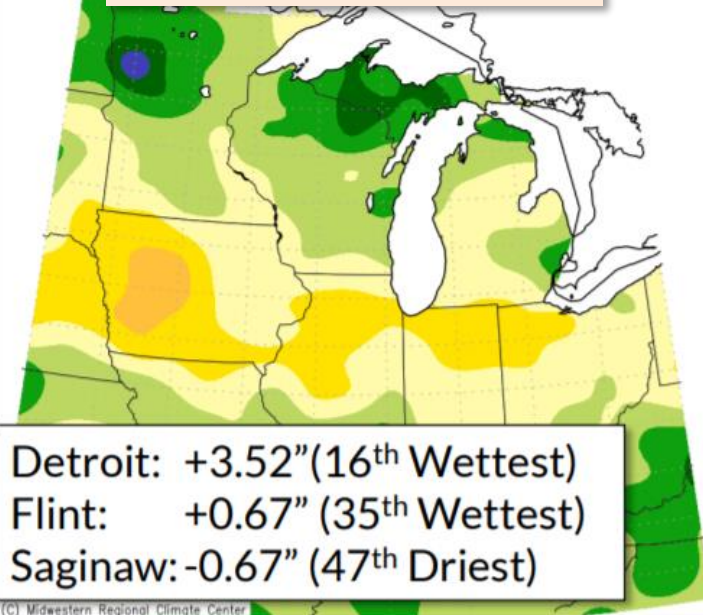 Detroit: +3.52”(16th Wettest)
Flint: +0.67” (35th Wettest)
Saginaw: -0.67” (47th Driest)
(C) Midwestern Regional Climate Center